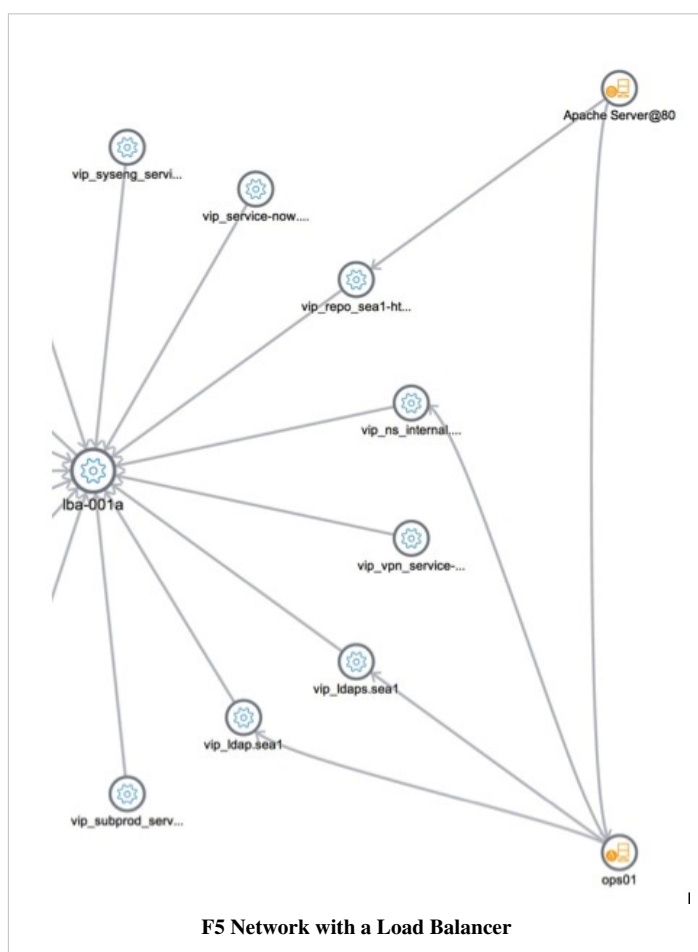 Apache Server@80
vip_syseng_servi...
vip_service-now....
vip_repo_sea1-ht...
vip_ns_internal....
lba-001a
vip_vpn_service-...
vip_ldaps.sea1
vip_ldap.sea1
vip_subprod_serv...
ops01
F5 Network with a Load Balancer